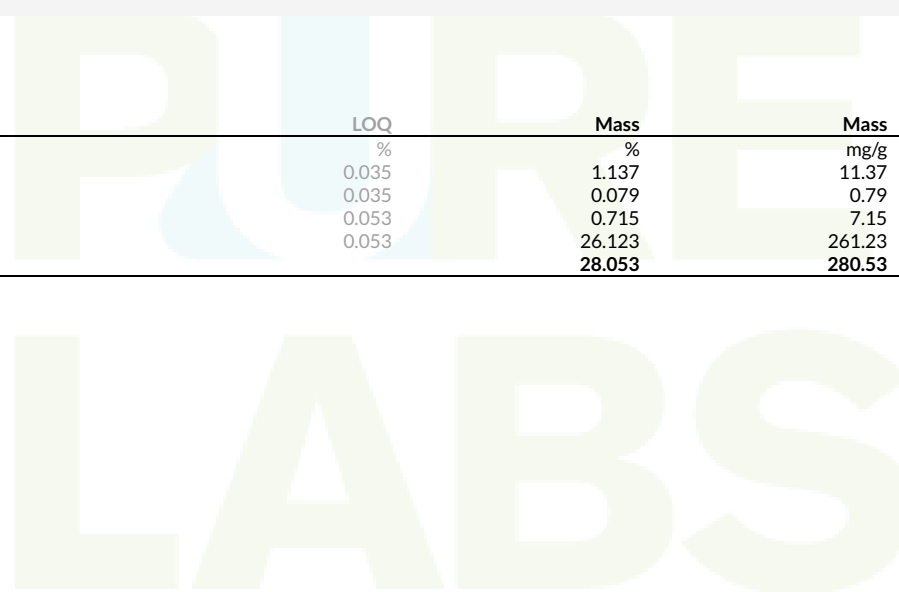 PURE
LOQ Mass Mass
% % mg/g
0.035 1.137 11.37
0.035 0.079 0.79
0.053 0.715 7.15
0.053 26.123 261.23
28.053 280.53
LABS